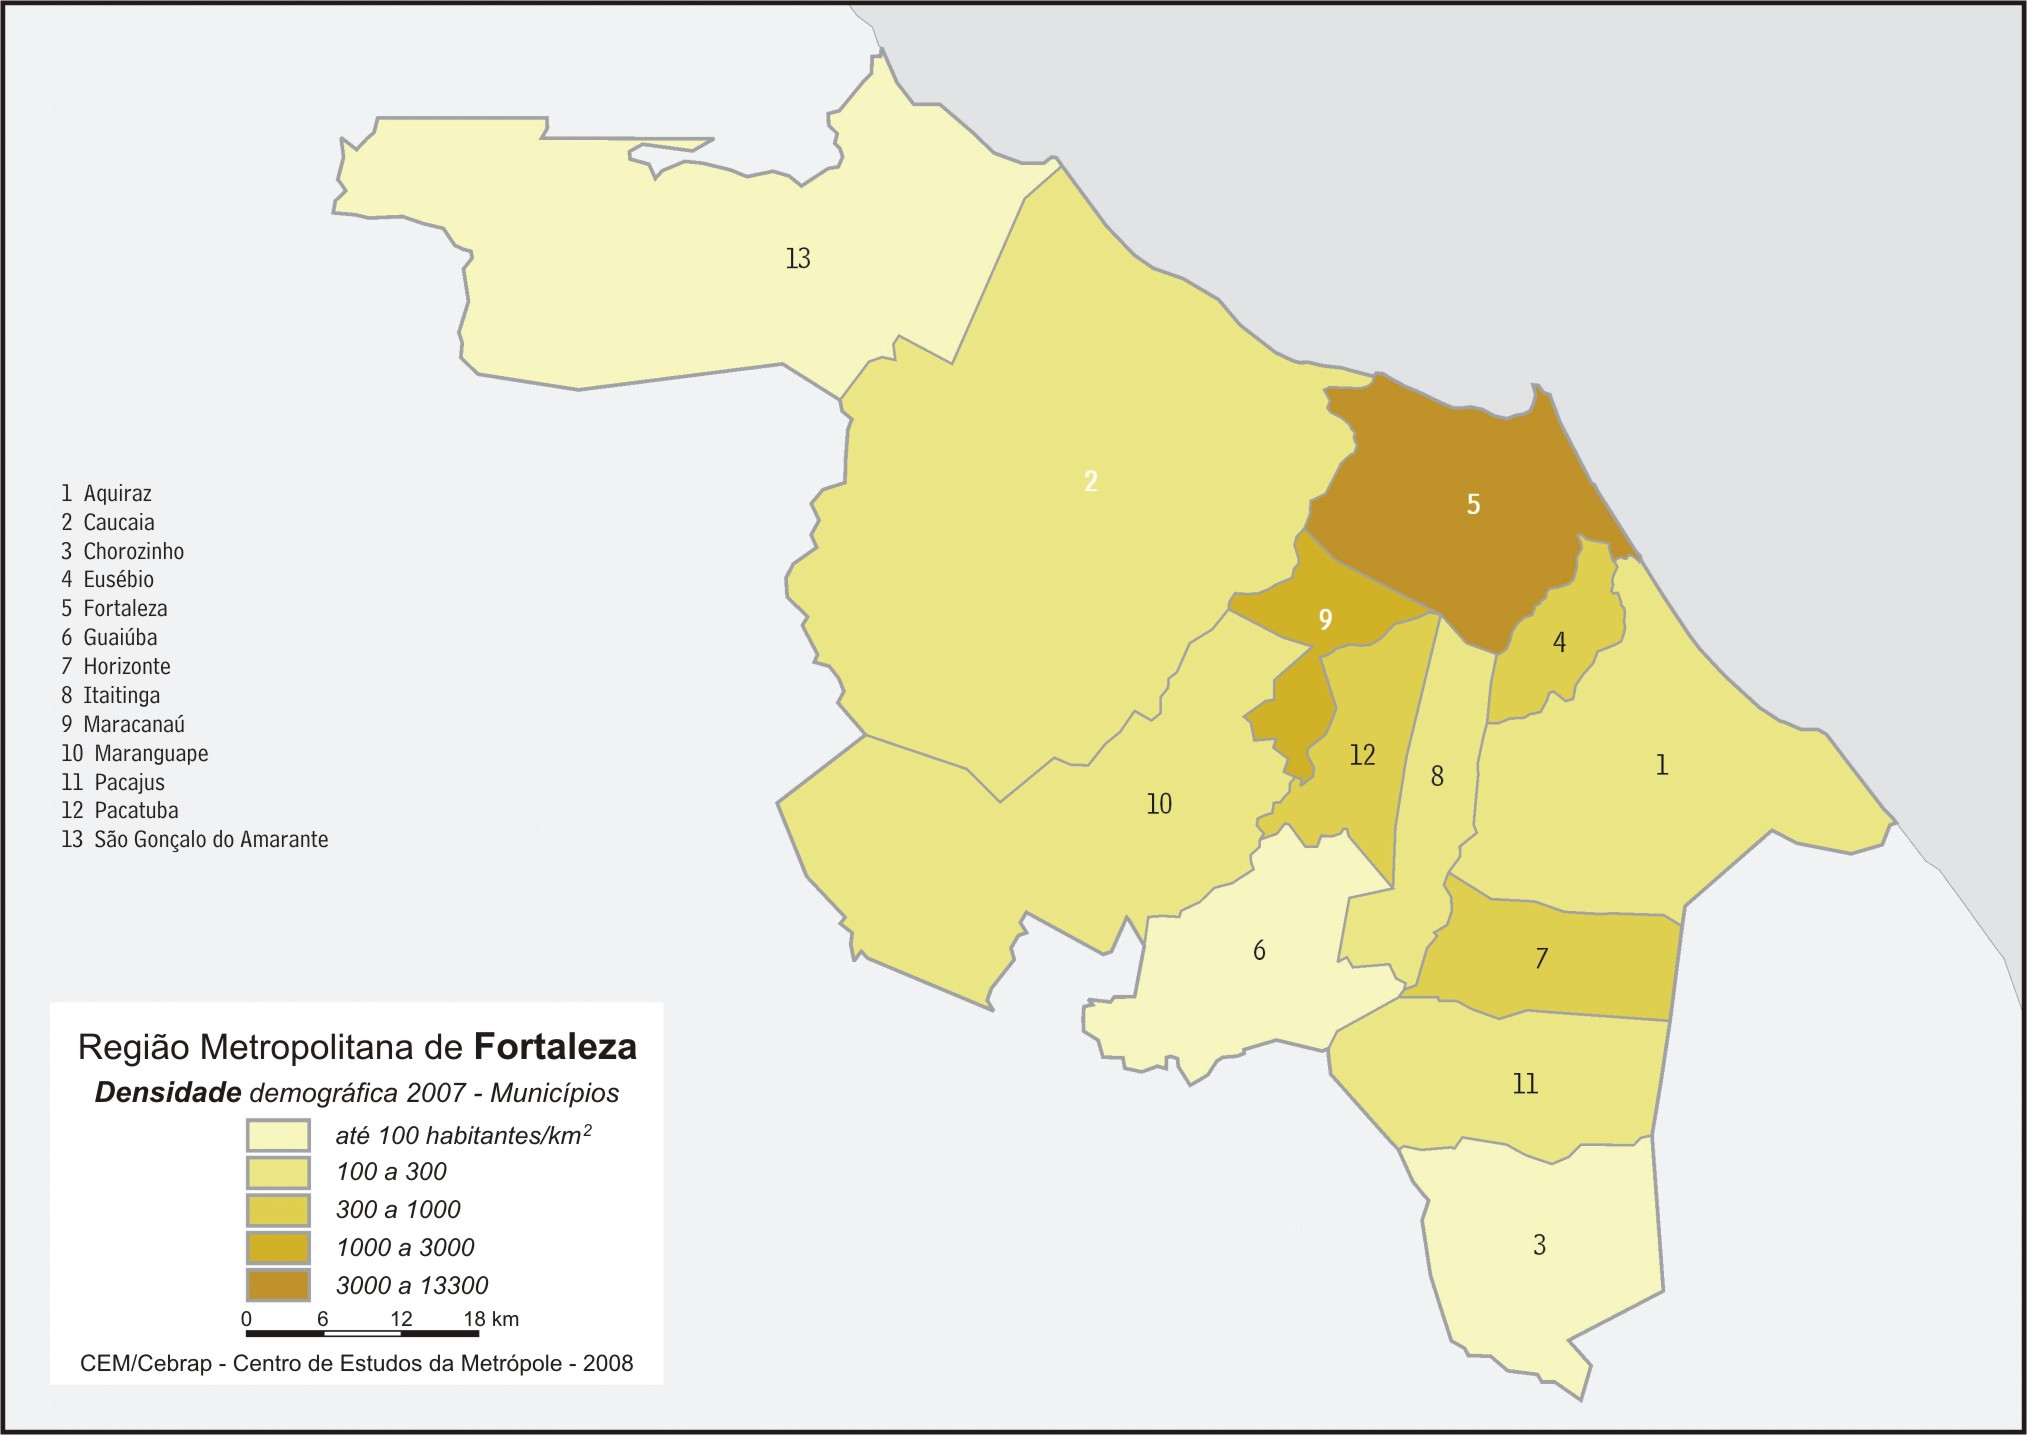 13
2
5
9
4
12
8
1
10
6
7
11
3
1 Aquiraz
2 Caucaia
3 Chorozinho
4 Eusébio
5 Fortaleza
6 Guaiúba
7 Horizonte
8 Itaitinga
9 Maracanaú
10 Maranguape
11 Pacajus
12 Pacatuba
13 São Gonçalo do Amarante
Região Metropolitana de Fortaleza
Densidade demográfica 2007 - Municípios
até 100 habitantes/km²
100 a 300
300 a 1000
1000 a 3000
3000 a 13300
0 6 12 18 km
CEM/Cebrap - Centro de Estudos da Metrópole - 2008